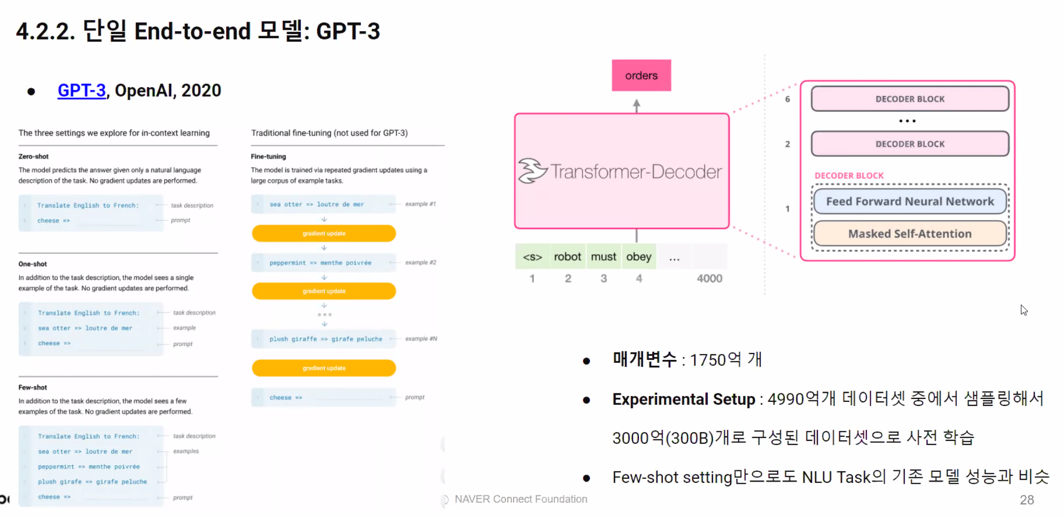 4.2.2. 단일 End-to-end 모델: GPT-3
● GPT-3, OpenAI, 2020
The three settings we explore for in-context learning
Zero-shot
The model predicts the answer given only a natural language
description of the task. No gradient updates are performed.
Translate English to French:
task description
cheese =>
prompt
One-shot
In addition to the task description, the model sees a single
example of the task. No gradient updates are performed.
Translate English to French:
task description
sea otter => loutre de mer
example
cheese =>
prompt
Few-shot
In addition to the task description, the model sees a few
examples of the task. No gradient updates are performed.
Translate English to French:
task description
sea otter => loutre de mer
examples
peppermint => menthe poivrée
plush girafe => girafe peluche
cheese =>
prompt
Traditional fine-tuning (not used for GPT-3)
Fine-tuning
The model is trained via repeated gradient updates using a
large corpus of example tasks.
sea otter => loutre de mer
example #1
gradient update
peppermint => menthe poivrée
example #2
gradient update
plush giraffe => girafe peluche
example #N
gradient update
cheese =>
prompt
orders
Transformer-Decoder
<s> robot must obey ...
1 2 3 4 4000
6 DECODER BLOCK
...
2 DECODER BLOCK
DECODER BLOCK
1 Feed Forward Neural Network
Masked Self-Attention
● 매개변수 : 1750억 개
● Experimental Setup : 4990억개 데이터셋 중에서 샘플링해서
3000억(300B)개로 구성된 데이터셋으로 사전 학습
● Few-shot setting만으로도 NLU Task의 기존 모델 성능과 비슷
© NAVER Connect Foundation
28